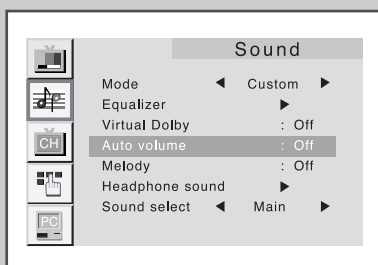 Sound
Mode ◀ Custom ▶
Equalizer ▶
Virtual Dolby : Off
CH Auto volume : Off
Melody : Off
Headphone sound ▶
PC Sound select ◀ Main ▶